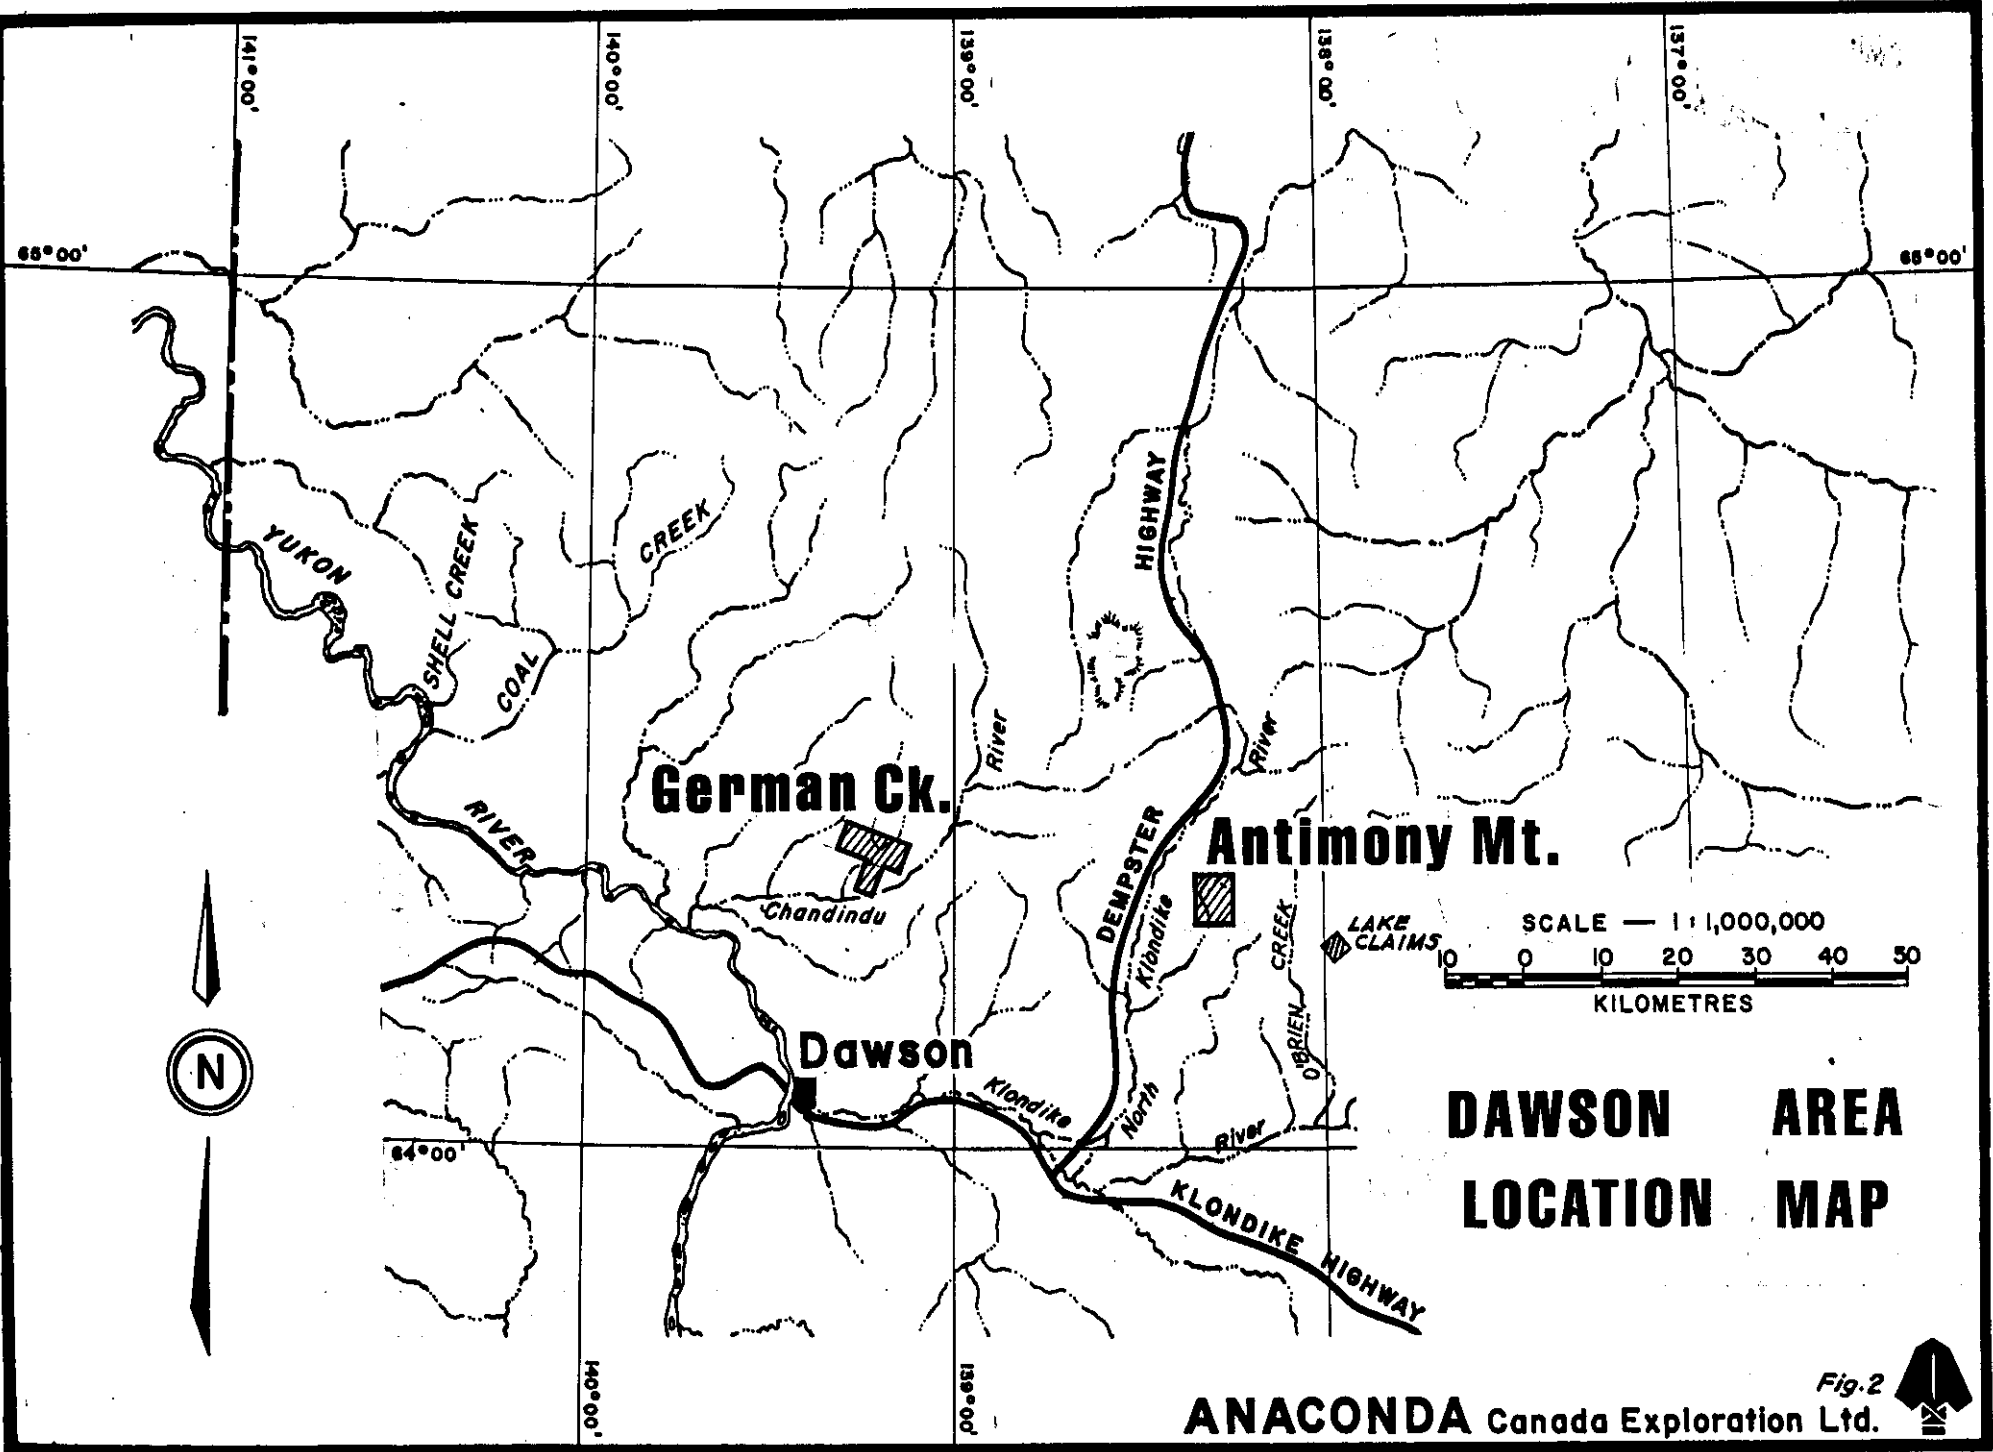 141°00'
140°00'
139°00'
138°00'
137°00'
65°00'
65°00'
HIGHWAY
CREEK
YUKON
SHELL CREEK
COAL
River
River
German Ck.
RIVER
DEMPSTER
Antimony Mt.
Chandindu
Klondike
CREEK
LAKE
CLAIMS
SCALE — 1:1,000,000
10 0 10 20 30 40 50
KILOMETRES
N
Dawson
O'BRIEN
Klondike
North
River
64°00'
DAWSON AREA
LOCATION MAP
KLONDIKE HIGHWAY
140°00'
139°00'
Fig.2
ANACONDA Canada Exploration Ltd.